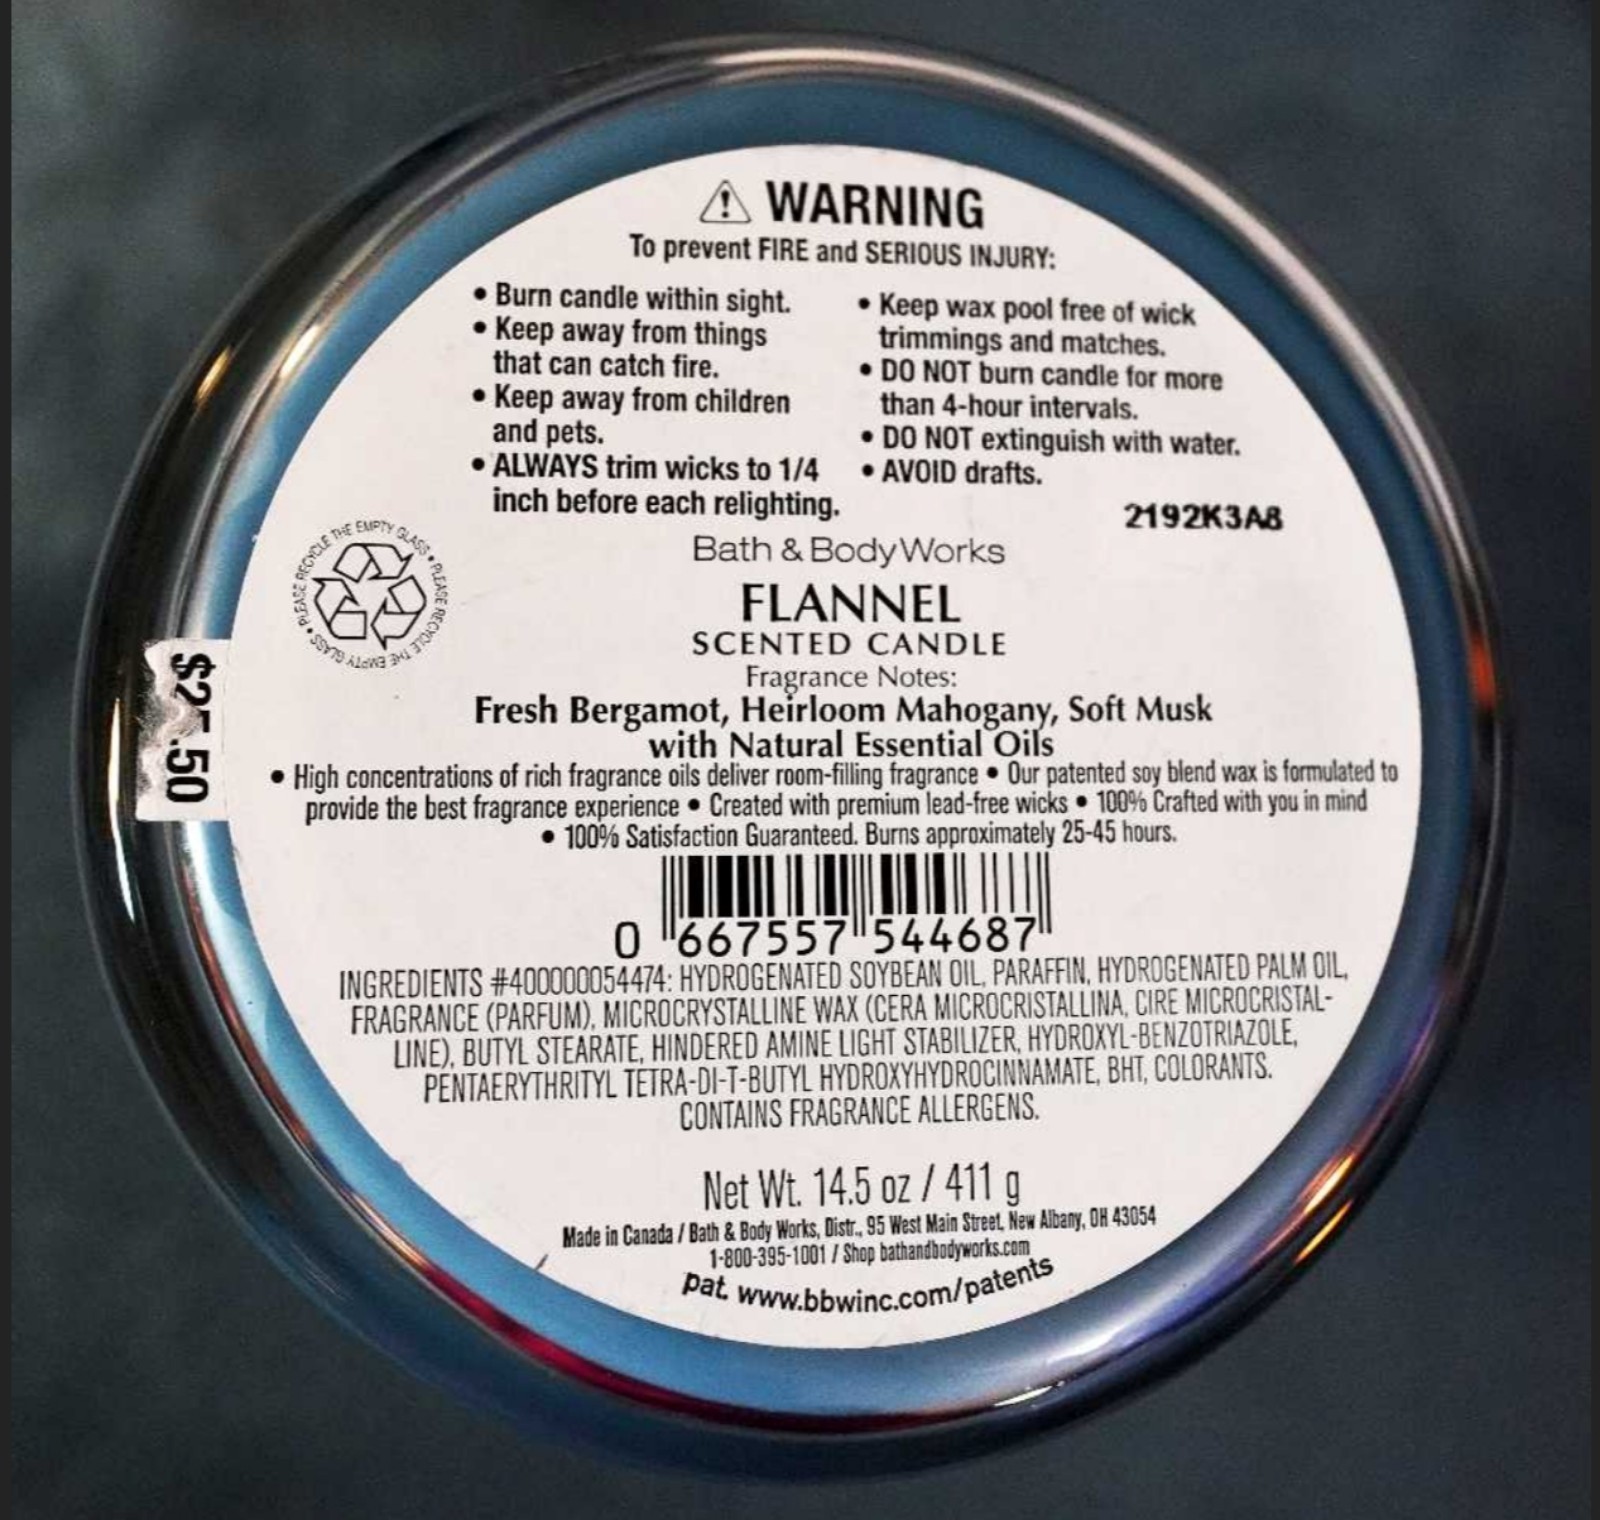 WARNING
To prevent FIRE and SERIOUS INJURY:
• Burn candle within sight.
• Keep away from things
that can catch fire.
• Keep away from children
and pets.
• ALWAYS trim wicks to 1/4
inch before each relighting.
• Keep wax pool free of wick
trimmings and matches.
• DO NOT burn candle for more
than 4-hour intervals.
• DO NOT extinguish with water.
• AVOID drafts.
2192K3A8
PLEASE RECYCLE THE EMPTY GLASS • PLEASE RECYCLE THE EMPTY GLASS •
Bath & Body Works
FLANNEL
SCENTED CANDLE
Fragrance Notes:
Fresh Bergamot, Heirloom Mahogany, Soft Musk
with Natural Essential Oils
• High concentrations of rich fragrance oils deliver room-filling fragrance • Our patented soy blend wax is formulated to
provide the best fragrance experience • Created with premium lead-free wicks • 100% Crafted with you in mind
• 100% Satisfaction Guaranteed. Burns approximately 25-45 hours.
$25.50
0 667557 544687
INGREDIENTS #400000054474: HYDROGENATED SOYBEAN OIL, PARAFFIN, HYDROGENATED PALM OIL,
FRAGRANCE (PARFUM), MICROCRYSTALLINE WAX (CERA MICROCRISTALLINA, CIRE MICROCRISTAL-
LINE), BUTYL STEARATE, HINDERED AMINE LIGHT STABILIZER, HYDROXYL-BENZOTRIAZOLE,
PENTAERYTHRITYL TETRA-DI-T-BUTYL HYDROXYHYDROCINNAMATE, BHT, COLORANTS.
CONTAINS FRAGRANCE ALLERGENS.
Net Wt. 14.5 oz / 411 g
Made in Canada / Bath & Body Works, Distr., 95 West Main Street, New Albany, OH 43054
1-800-395-1001 / Shop bathandbodyworks.com
pat. www.bbwinc.com/patents